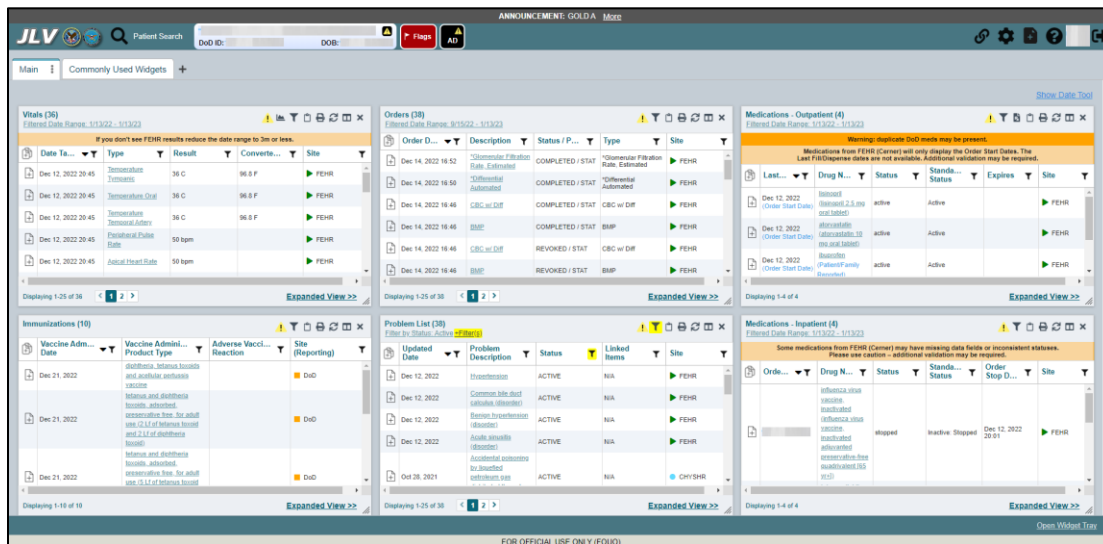 ANNOUNCEMENT: GOLD A More
JLV Patient Search
DoD ID: DOB:
Flags
AD
Main Commonly Used Widgets +
Show Date Tool
Vitals (36)
Filtered Date Range: 1/13/22 - 1/13/23
If you don't see FEHR results reduce the date range to 3m or less.
Date Ta... Type Result Converte... Site
Dec 12, 2022 20:45 Temperature Tympanic 36 C 96.8 F FEHR
Dec 12, 2022 20:45 Temperature Oral 36 C 96.8 F FEHR
Dec 12, 2022 20:45 Temperature Temporal Artery 36 C 96.8 F FEHR
Dec 12, 2022 20:45 Peripheral Pulse Rate 50 bpm FEHR
Dec 12, 2022 20:45 Apical Heart Rate 50 bpm FEHR
Displaying 1-25 of 36 < 1 2 > Expanded View >>
Orders (38)
Filtered Date Range: 9/15/22 - 1/13/23
Order D... Description Status / P... Type Site
Dec 14, 2022 16:52 *Glomerular Filtration Rate, Estimated COMPLETED / STAT *Glomerular Filtration Rate, Estimated FEHR
Dec 14, 2022 16:50 *Differential Automated COMPLETED / STAT *Differential Automated FEHR
Dec 14, 2022 16:46 CBC w/ Diff COMPLETED / STAT CBC w/ Diff FEHR
Dec 14, 2022 16:46 BMP COMPLETED / STAT BMP FEHR
Dec 14, 2022 16:46 CBC w/ Diff REVOKED / STAT CBC w/ Diff FEHR
Dec 14, 2022 16:46 BMP REVOKED / STAT BMP FEHR
Displaying 1-25 of 38 < 1 2 > Expanded View >>
Medications - Outpatient (4)
Filtered Date Range: 1/13/22 - 1/13/23
Warning: duplicate DoD meds may be present.
Medications from FEHR (Cerner) will only display the Order Start Dates. The
Last Fill/Dispense dates are not available. Additional validation may be required.
Last... Drug N... Status Standa... Status Expires Site
Dec 12, 2022 (Order Start Date) lisinopril (lisinopril 2.5 mg oral tablet) active Active FEHR
Dec 12, 2022 (Order Start Date) atorvastatin (atorvastatin 10 mg oral tablet) active Active FEHR
Dec 12, 2022 (Order Start Date) ibuprofen (Patient/Family Reported) active Active FEHR
Displaying 1-4 of 4 Expanded View >>
Immunizations (10)
Vaccine Adm... Date Vaccine Admini... Product Type Adverse Vacci... Reaction Site (Reporting)
Dec 21, 2022 diphtheria, tetanus toxoids and acellular pertussis vaccine DoD
Dec 21, 2022 tetanus and diphtheria toxoids, adsorbed, preservative free, for adult use (2 Lf of tetanus toxoid and 2 Lf of diphtheria toxoid) DoD
Dec 21, 2022 tetanus and diphtheria toxoids, adsorbed, preservative free, for adult use (5 Lf of tetanus toxoid DoD
Displaying 1-10 of 10 Expanded View >>
Problem List (38)
Filter by Status: Active +Filter(s)
Updated Date Problem Description Status Linked Items Site
Dec 12, 2022 Hypertension ACTIVE N/A FEHR
Dec 12, 2022 Common bile duct calculus (disorder) ACTIVE N/A FEHR
Dec 12, 2022 Benign hypertension (disorder) ACTIVE N/A FEHR
Dec 12, 2022 Acute sinusitis (disorder) ACTIVE N/A FEHR
Oct 28, 2021 Accidental poisoning by liquefied petroleum gas ACTIVE N/A CHYSHR
Displaying 1-25 of 38 < 1 2 > Expanded View >>
Medications - Inpatient (4)
Filtered Date Range: 1/13/22 - 1/13/23
Some medications from FEHR (Cerner) may have missing data fields or inconsistent statuses.
Please use caution – additional validation may be required.
Orde... Drug N... Status Standa... Status Order Stop D... Site
influenza virus vaccine, inactivated (influenza virus vaccine, inactivated adjuvanted preservative-free quadrivalent (65 stopped Inactive: Stopped Dec 12, 2022 20:01 FEHR
Displaying 1-4 of 4 Expanded View >>
Open Widget Tray
FOR OFFICIAL USE ONLY (FOUO)